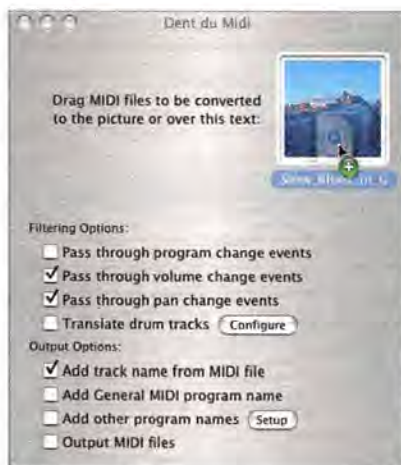 Dent du Midi
Drag MIDI files to be converted
to the picture or over this text:
Slow_Blues_in_G
Filtering Options:
Pass through program change events
Pass through volume change events
Pass through pan change events
Translate drum tracks Configure
Output Options:
Add track name from MIDI file
Add General MIDI program name
Add other program names Setup
Output MIDI files